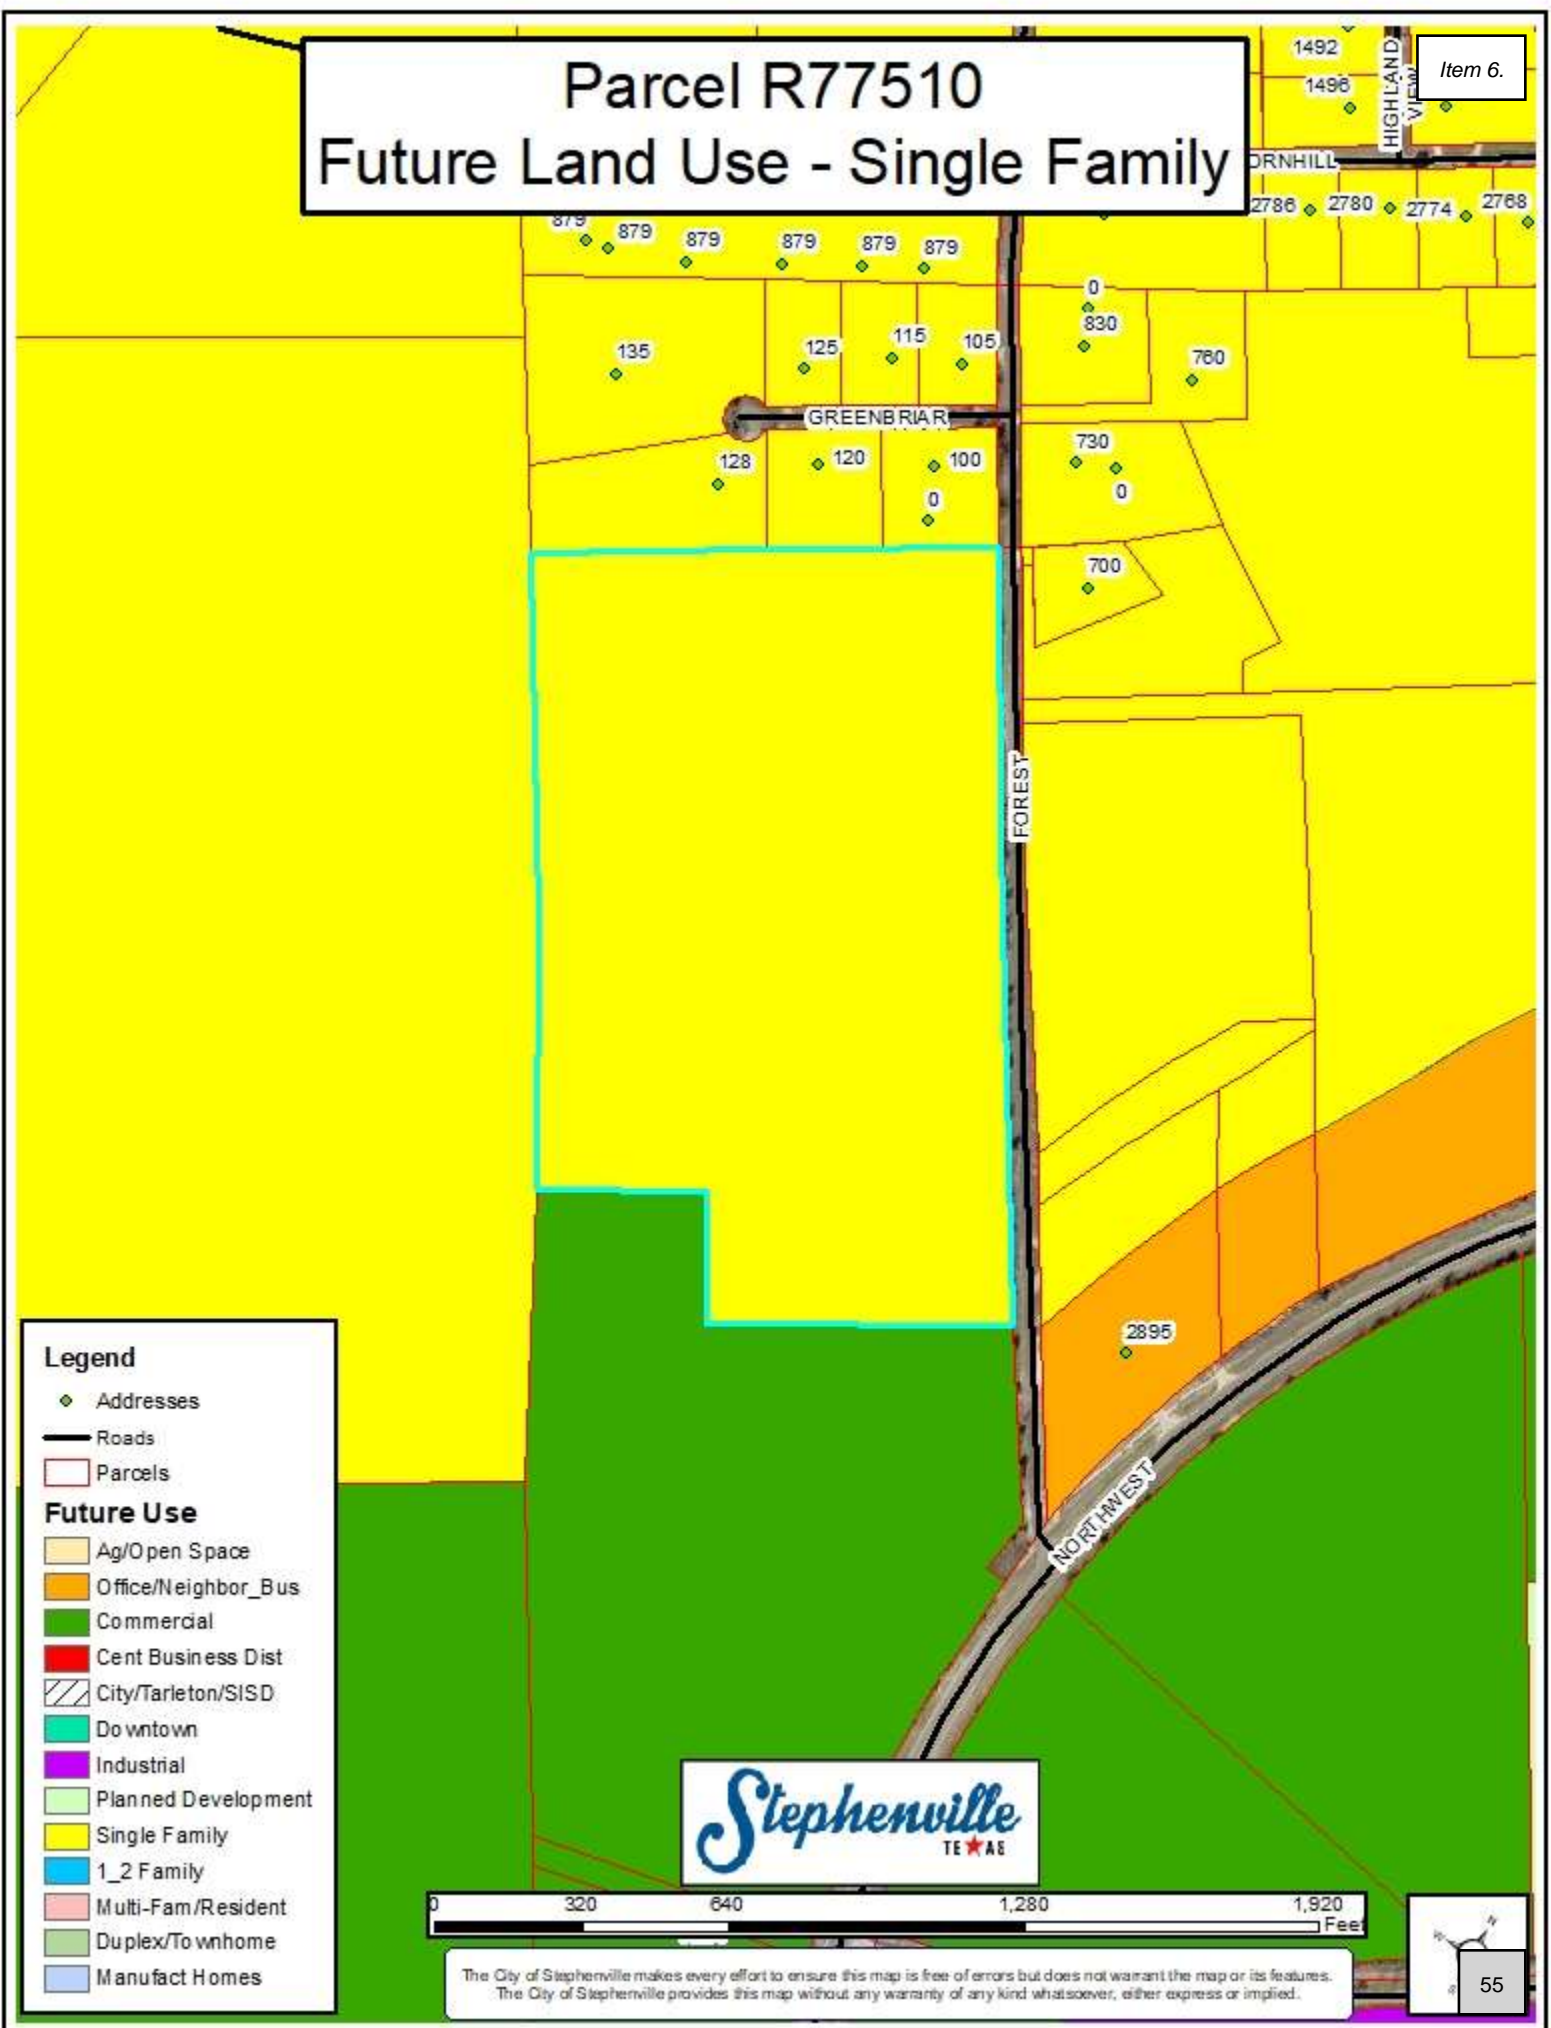 Parcel R77510
Future Land Use - Single Family
Item 6.
1492
1496
HIGHLAND
VIEW
ORNHILL
2786
2780
2774
2768
879
879
879
879
879
879
0
830
135
125
115
105
760
GREENBRIAR
128
120
100
0
730
0
700
FOREST
2895
NORTHWEST
Legend
Addresses
Roads
Parcels
Future Use
Ag/Open Space
Office/Neighbor_Bus
Commercial
Cent Business Dist
City/Tarleton/SISD
Downtown
Industrial
Planned Development
Single Family
1_2 Family
Multi-Fam/Resident
Duplex/Townhome
Manufact Homes
Stephenville
TEXAS
0 320 640 1,280 1,920
Feet
The City of Stephenville makes every effort to ensure this map is free of errors but does not warrant the map or its features.
The City of Stephenville provides this map without any warranty of any kind whatsoever, either express or implied.
N
W
S
55